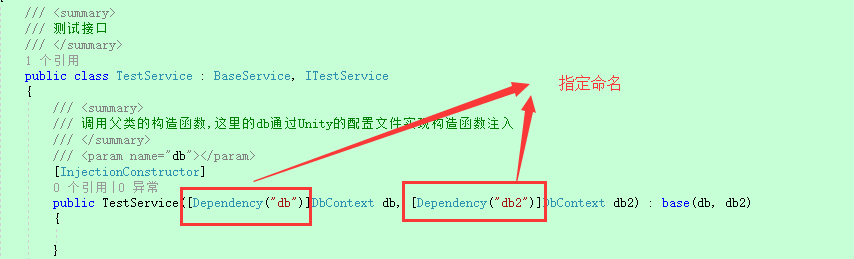 /// <summary>
/// 测试接口
/// </summary>
1 个引用
public class TestService : BaseService, ITestService
{
/// <summary>
/// 调用父类的构造函数,这里的db通过Unity的配置文件实现构造函数注入
/// </summary>
/// <param name="db"></param>
[InjectionConstructor]
0 个引用|0 异常
public TestService([Dependency("db")]DbContext db, [Dependency("db2")]DbContext db2) : base(db, db2)
{
}
指定命名